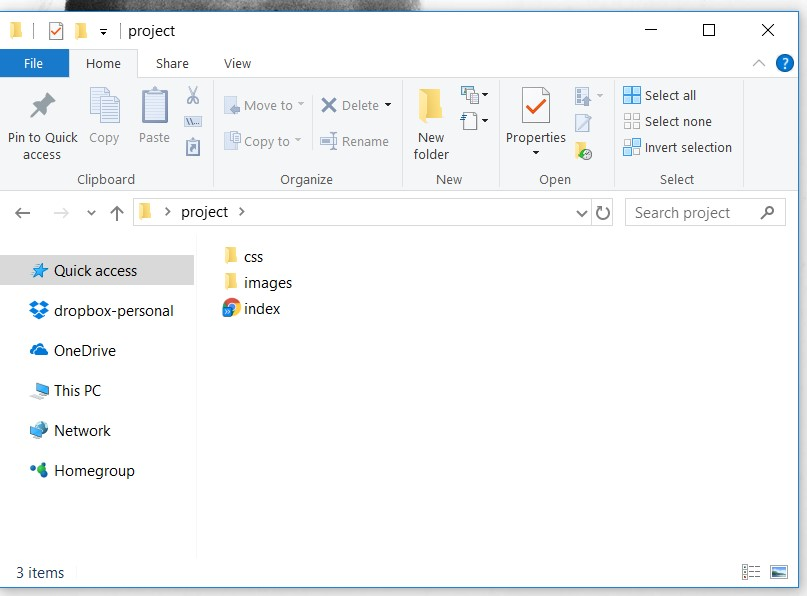 project
File Home Share View
Pin to Quick access
Copy
Paste
Move to
Copy to
Delete
Rename
New folder
Properties
Select all
Select none
Invert selection
Clipboard Organize New Open Select
project
Search project
Quick access
dropbox-personal
OneDrive
This PC
Network
Homegroup
css
images
index
3 items